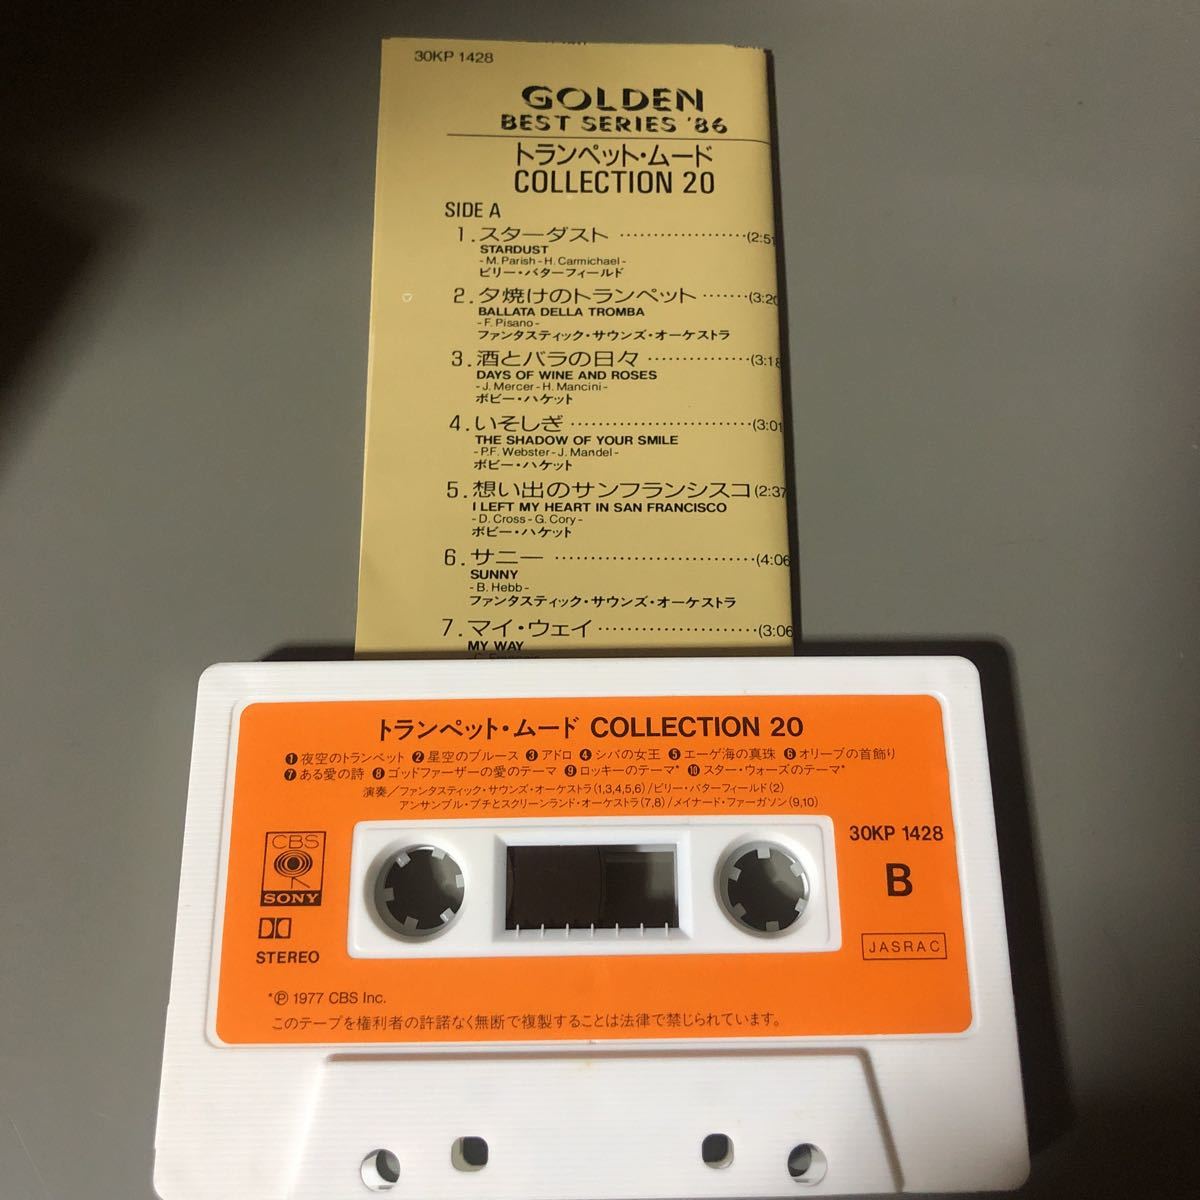 30KP 1428
GOLDEN
BEST SERIES '86
トランペット・ムード
COLLECTION 20
SIDE A
1. スターダスト ………………(2:51
STARDUST
- M. Parish - H. Carmichael -
ビリー・バターフィールド
2. 夕焼けのトランペット ……(3:20
BALLATA DELLA TROMBA
- F. Pisano -
ファンタスティック・サウンズ・オーケストラ
3. 酒とバラの日々 ……………(3:18
DAYS OF WINE AND ROSES
- J. Mercer - H. Mancini -
ボビー・ハケット
4. いそしぎ ……………………(3:01
THE SHADOW OF YOUR SMILE
- P.F. Webster - J. Mandel -
ボビー・ハケット
5. 想い出のサンフランシスコ (2:37
I LEFT MY HEART IN SAN FRANCISCO
- D. Cross - G. Cory -
ボビー・ハケット
6. サニー ………………………(4:06
SUNNY
- B. Hebb -
ファンタスティック・サウンズ・オーケストラ
7. マイ・ウェイ …………………(3:06
MY WAY
トランペット・ムード COLLECTION 20
❶夜空のトランペット ❷星空のブルース ❸アドロ ❹シバの女王 ❺エーゲ海の真珠 ❻オリーブの首飾り
❼ある愛の詩 ❽ゴッドファーザーの愛のテーマ ❾ロッキーのテーマ* ❿スター・ウォーズのテーマ*
演奏／ファンタスティック・サウンズ・オーケストラ(1,3,4,5,6)/ビリー・バターフィールド(2)
アンサンブル・プチとスクリーンランド・オーケストラ(7,8)/メイナード・ファーガソン(9,10)
CBS
SONY
STEREO
30KP 1428
B
JASRAC
*℗ 1977 CBS Inc.
このテープを権利者の許諾なく無断で複製することは法律で禁じられています。